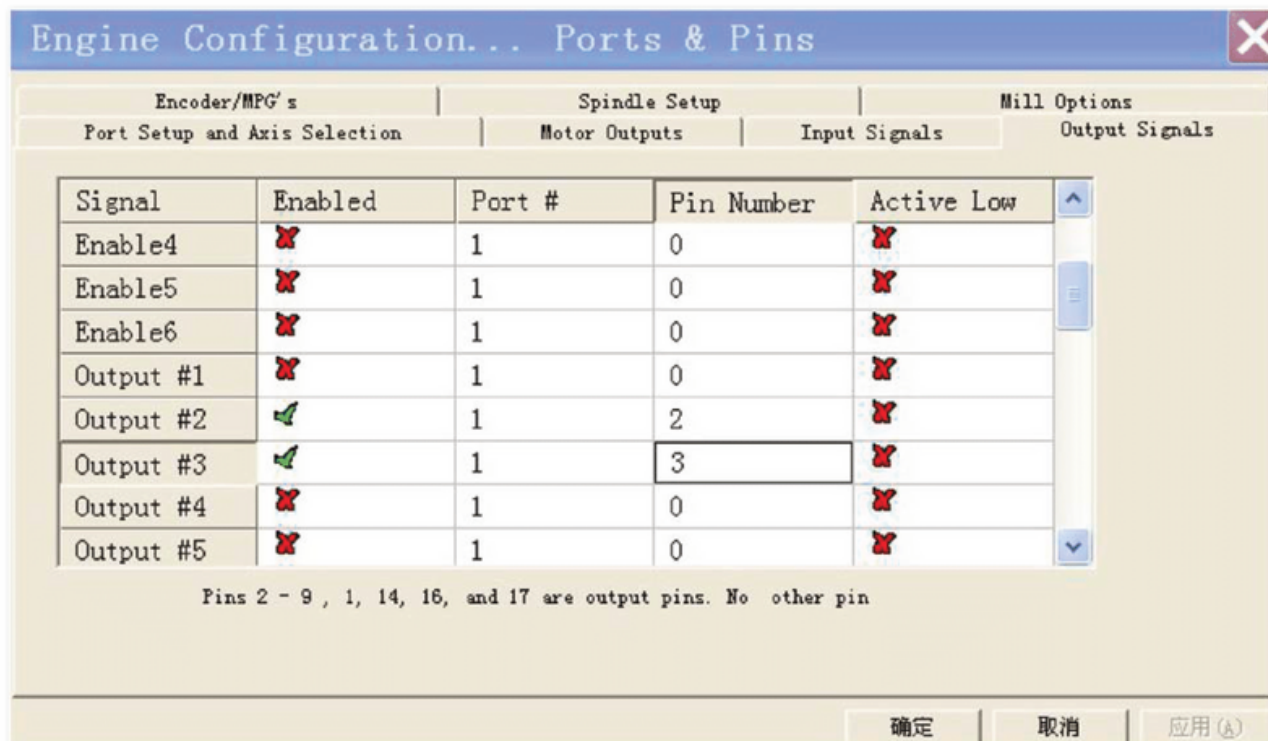 Engine Configuration... Ports & Pins
Encoder/MPG's Spindle Setup Mill Options
Port Setup and Axis Selection Motor Outputs Input Signals Output Signals
Signal Enabled Port # Pin Number Active Low
Enable4 1 0
Enable5 1 0
Enable6 1 0
Output #1 1 0
Output #2 1 2
Output #3 1 3
Output #4 1 0
Output #5 1 0
Pins 2 - 9 , 1, 14, 16, and 17 are output pins. No other pin
确定 取消 应用(A)